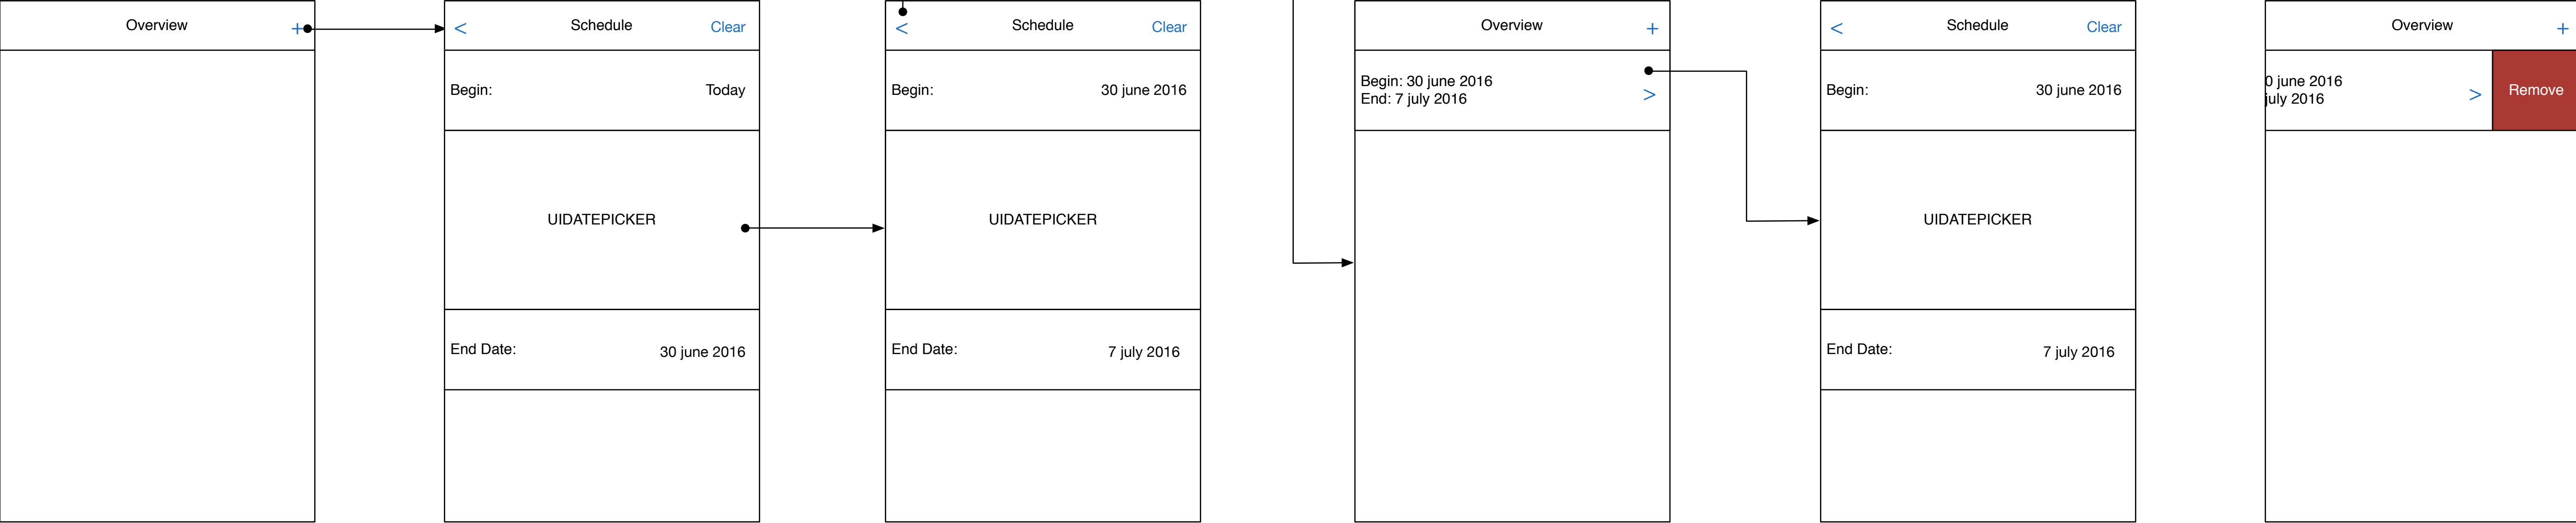 Overview
+
<
Schedule
Clear
Begin:
Today
UIDATEPICKER
End Date:
30 june 2016
<
Schedule
Clear
Begin:
30 june 2016
UIDATEPICKER
End Date:
7 july 2016
Overview
+
Begin: 30 june 2016
End: 7 july 2016
>
<
Schedule
Clear
Begin:
30 june 2016
UIDATEPICKER
End Date:
7 july 2016
Overview
+
0 june 2016
july 2016
>
Remove